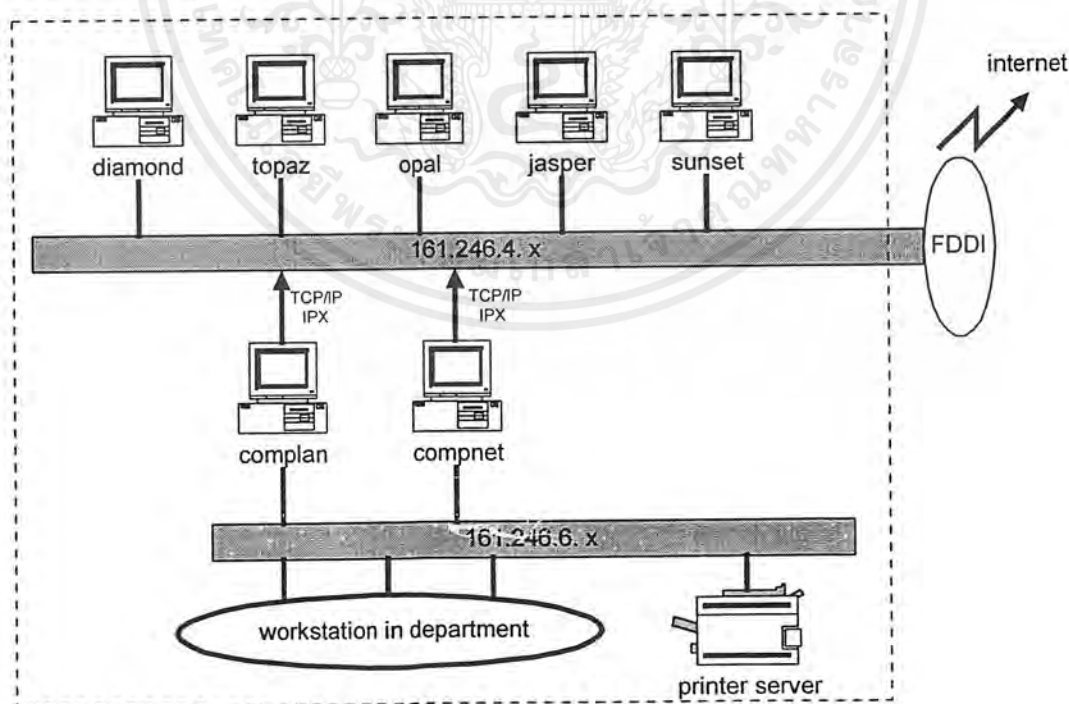 internet
diamond
topaz
opal
jasper
sunset
161.246.4. x
FDDI
TCP/IP
IPX
TCP/IP
IPX
complan
compnet
161.246.6. x
workstation in department
printer server